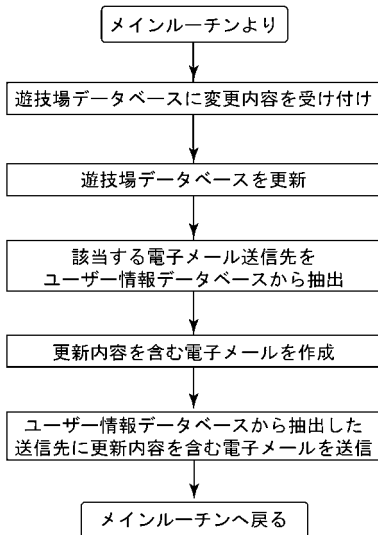 メインルーチンより
遊技場データベースに変更内容を受け付け
遊技場データベースを更新
該当する電子メール送信先を
ユーザー情報データベースから抽出
更新内容を含む電子メールを作成
ユーザー情報データベースから抽出した
送信先に更新内容を含む電子メールを送信
メインルーチンへ戻る